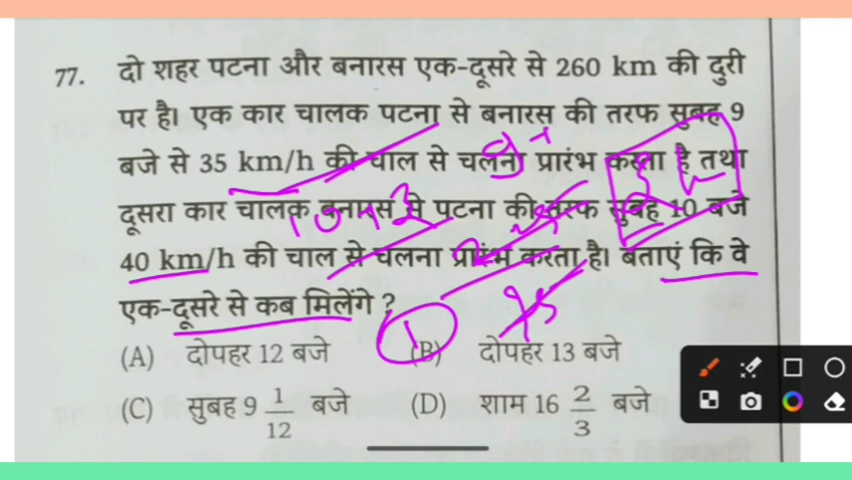 77. दो शहर पटना और बनारस एक-दूसरे से 260 km की दुरी
पर है। एक कार चालक पटना से बनारस की तरफ सुबह 9
बजे से 35 km/h की चाल से चलना प्रारंभ करता है तथा
दूसरा कार चालक बनारस से पटना की तरफ सुबह 10 बजे
40 km/h की चाल से चलना प्रारंभ करता है। बताएं कि वे
एक-दूसरे से कब मिलेंगे ?
(A) दोपहर 12 बजे (B) दोपहर 13 बजे
(C) सुबह 9 1/12 बजे (D) शाम 16 2/3 बजे
10+3